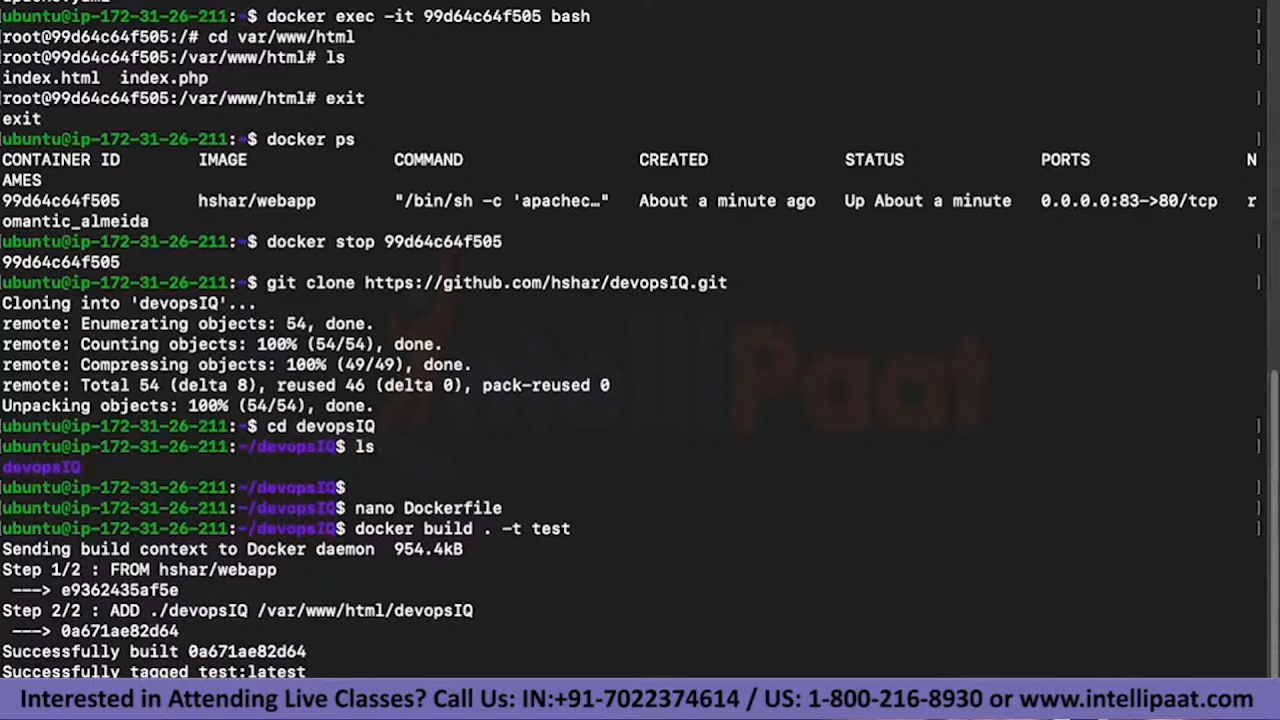 ubuntu@ip-172-31-26-211:~$ docker exec -it 99d64c64f505 bash
root@99d64c64f505:/# cd var/www/html
root@99d64c64f505:/var/www/html# ls
index.html  index.php
root@99d64c64f505:/var/www/html# exit
exit
ubuntu@ip-172-31-26-211:~$ docker ps
CONTAINER ID        IMAGE               COMMAND                  CREATED              STATUS              PORTS                N
AMES
99d64c64f505        hshar/webapp        "/bin/sh -c 'apachec…"   About a minute ago   Up About a minute   0.0.0.0:83->80/tcp   r
omantic_almeida
ubuntu@ip-172-31-26-211:~$ docker stop 99d64c64f505
99d64c64f505
ubuntu@ip-172-31-26-211:~$ git clone https://github.com/hshar/devopsIQ.git
Cloning into 'devopsIQ'...
remote: Enumerating objects: 54, done.
remote: Counting objects: 100% (54/54), done.
remote: Compressing objects: 100% (49/49), done.
remote: Total 54 (delta 8), reused 46 (delta 0), pack-reused 0
Unpacking objects: 100% (54/54), done.
ubuntu@ip-172-31-26-211:~$ cd devopsIQ
ubuntu@ip-172-31-26-211:~/devopsIQ$ ls
devopsIQ
ubuntu@ip-172-31-26-211:~/devopsIQ$
ubuntu@ip-172-31-26-211:~/devopsIQ$ nano Dockerfile
ubuntu@ip-172-31-26-211:~/devopsIQ$ docker build . -t test
Sending build context to Docker daemon  954.4kB
Step 1/2 : FROM hshar/webapp
 ---> e9362435af5e
Step 2/2 : ADD ./devopsIQ /var/www/html/devopsIQ
 ---> 0a671ae82d64
Successfully built 0a671ae82d64
Successfully tagged test:latest
IntelliPaat
Interested in Attending Live Classes? Call Us: IN:+91-7022374614 / US: 1-800-216-8930 or www.intellipaat.com